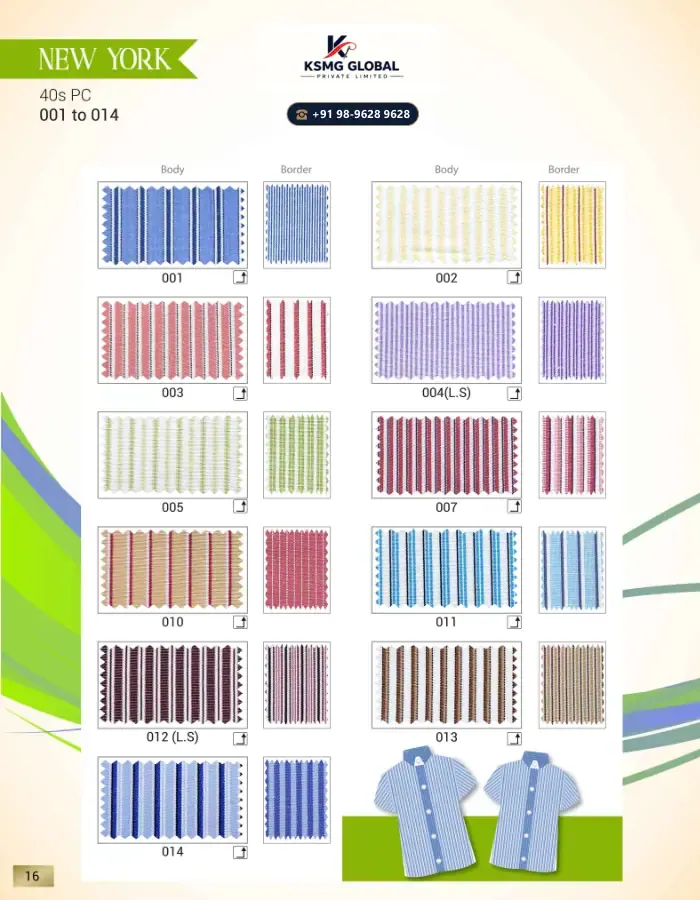 NEW YORK
40s PC
001 to 014
KSMG GLOBAL
PRIVATE LIMITED
+91 98-9628 9628
Body Border Body Border
001 002
003 004(L.S)
005 007
010 011
012 (L.S) 013
014
16